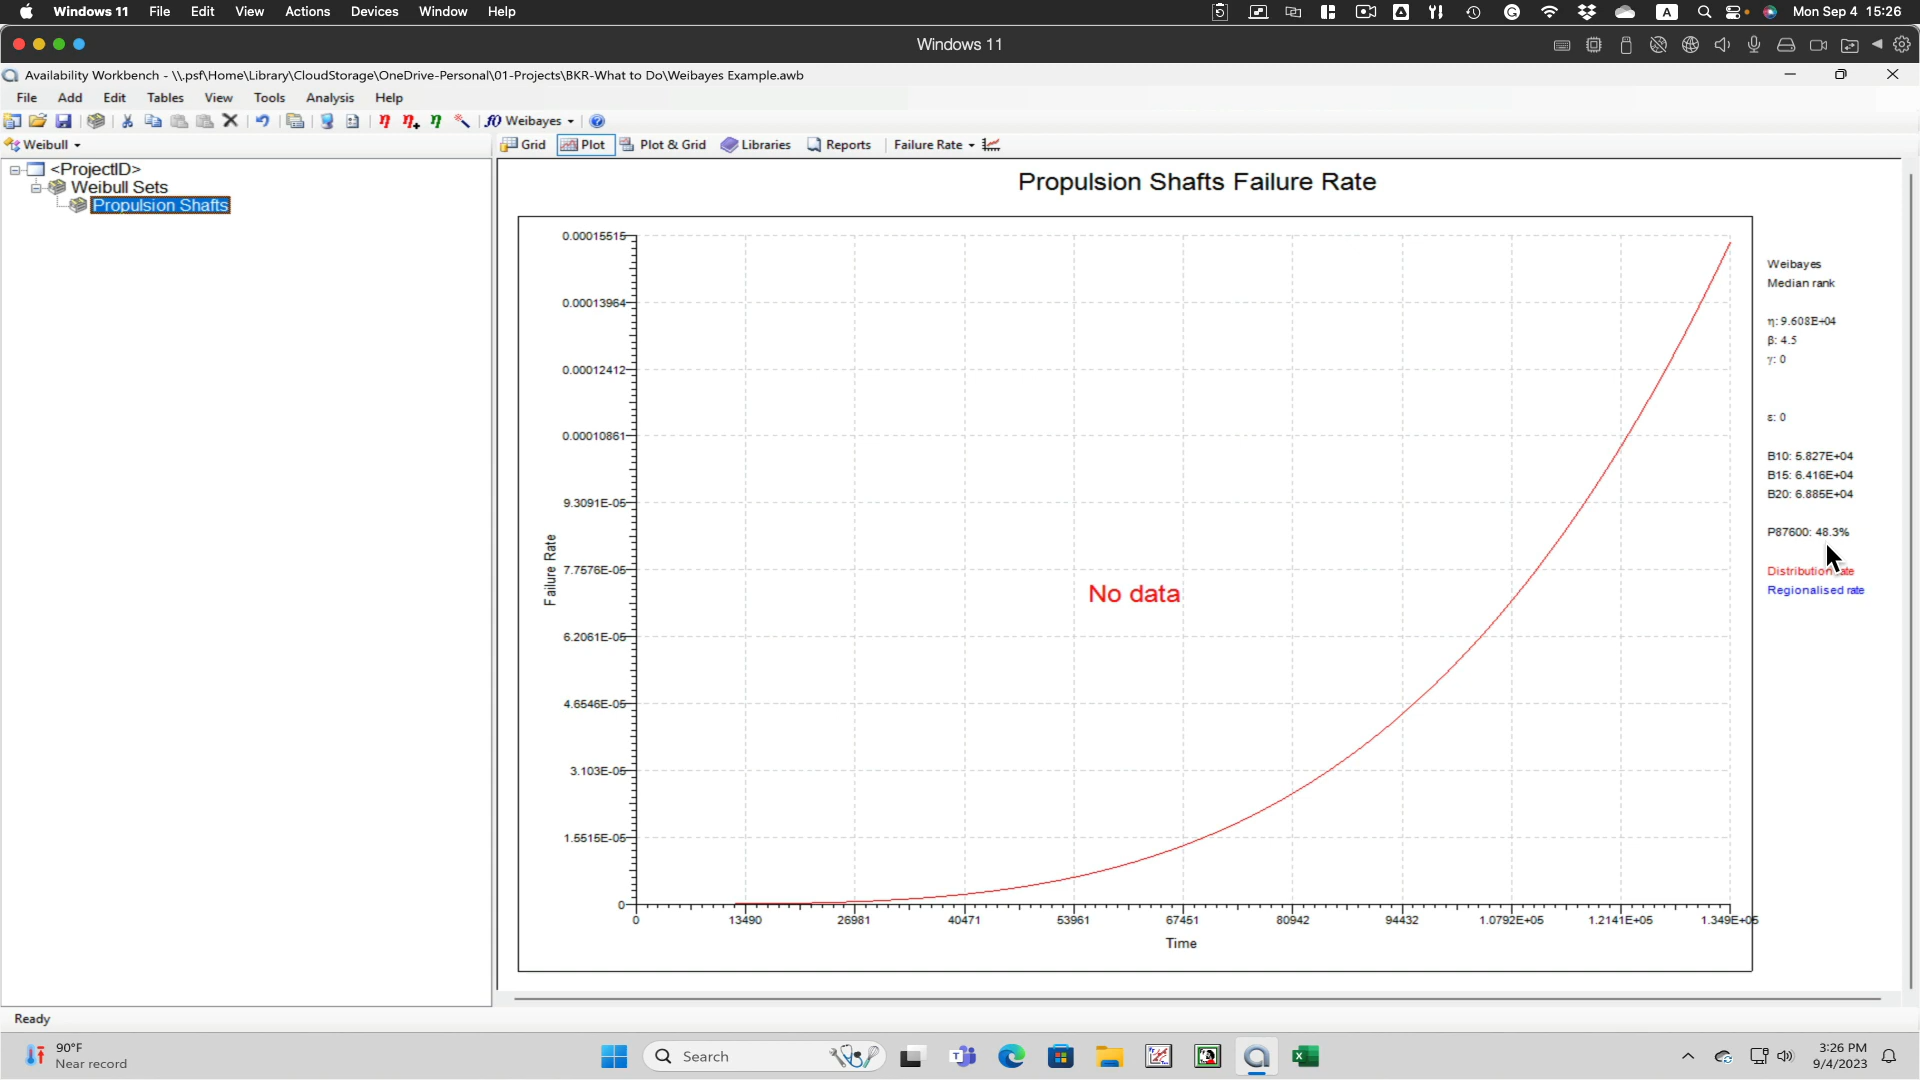 Windows 11 File Edit View Actions Devices Window Help
A
Mon Sep 4 15:26
Windows 11
Availability Workbench - \\.psf\Home\Library\CloudStorage\OneDrive-Personal\01-Projects\BKR-What to Do\Weibayes Example.awb
File Add Edit Tables View Tools Analysis Help
η η+ η f() Weibayes
Weibull
Grid Plot Plot & Grid Libraries Reports Failure Rate
<ProjectID>
Weibull Sets
Propulsion Shafts
Propulsion Shafts Failure Rate
0.00015515
0.00013964
0.00012412
0.00010861
9.3091E-05
7.7576E-05
6.2061E-05
4.6546E-05
3.103E-05
1.5515E-05
0
Failure Rate
No data
0 13490 26981 40471 53961 67451 80942 94432 1.0792E+05 1.2141E+05 1.349E+05
Time
Weibayes
Median rank
η: 9.608E+04
β: 4.5
γ: 0
ε: 0
B10: 5.827E+04
B15: 6.416E+04
B20: 6.885E+04
P87600: 48.3%
Distribution
Regionalised rate
Ready
90°F
Near record
Search
3:26 PM
9/4/2023